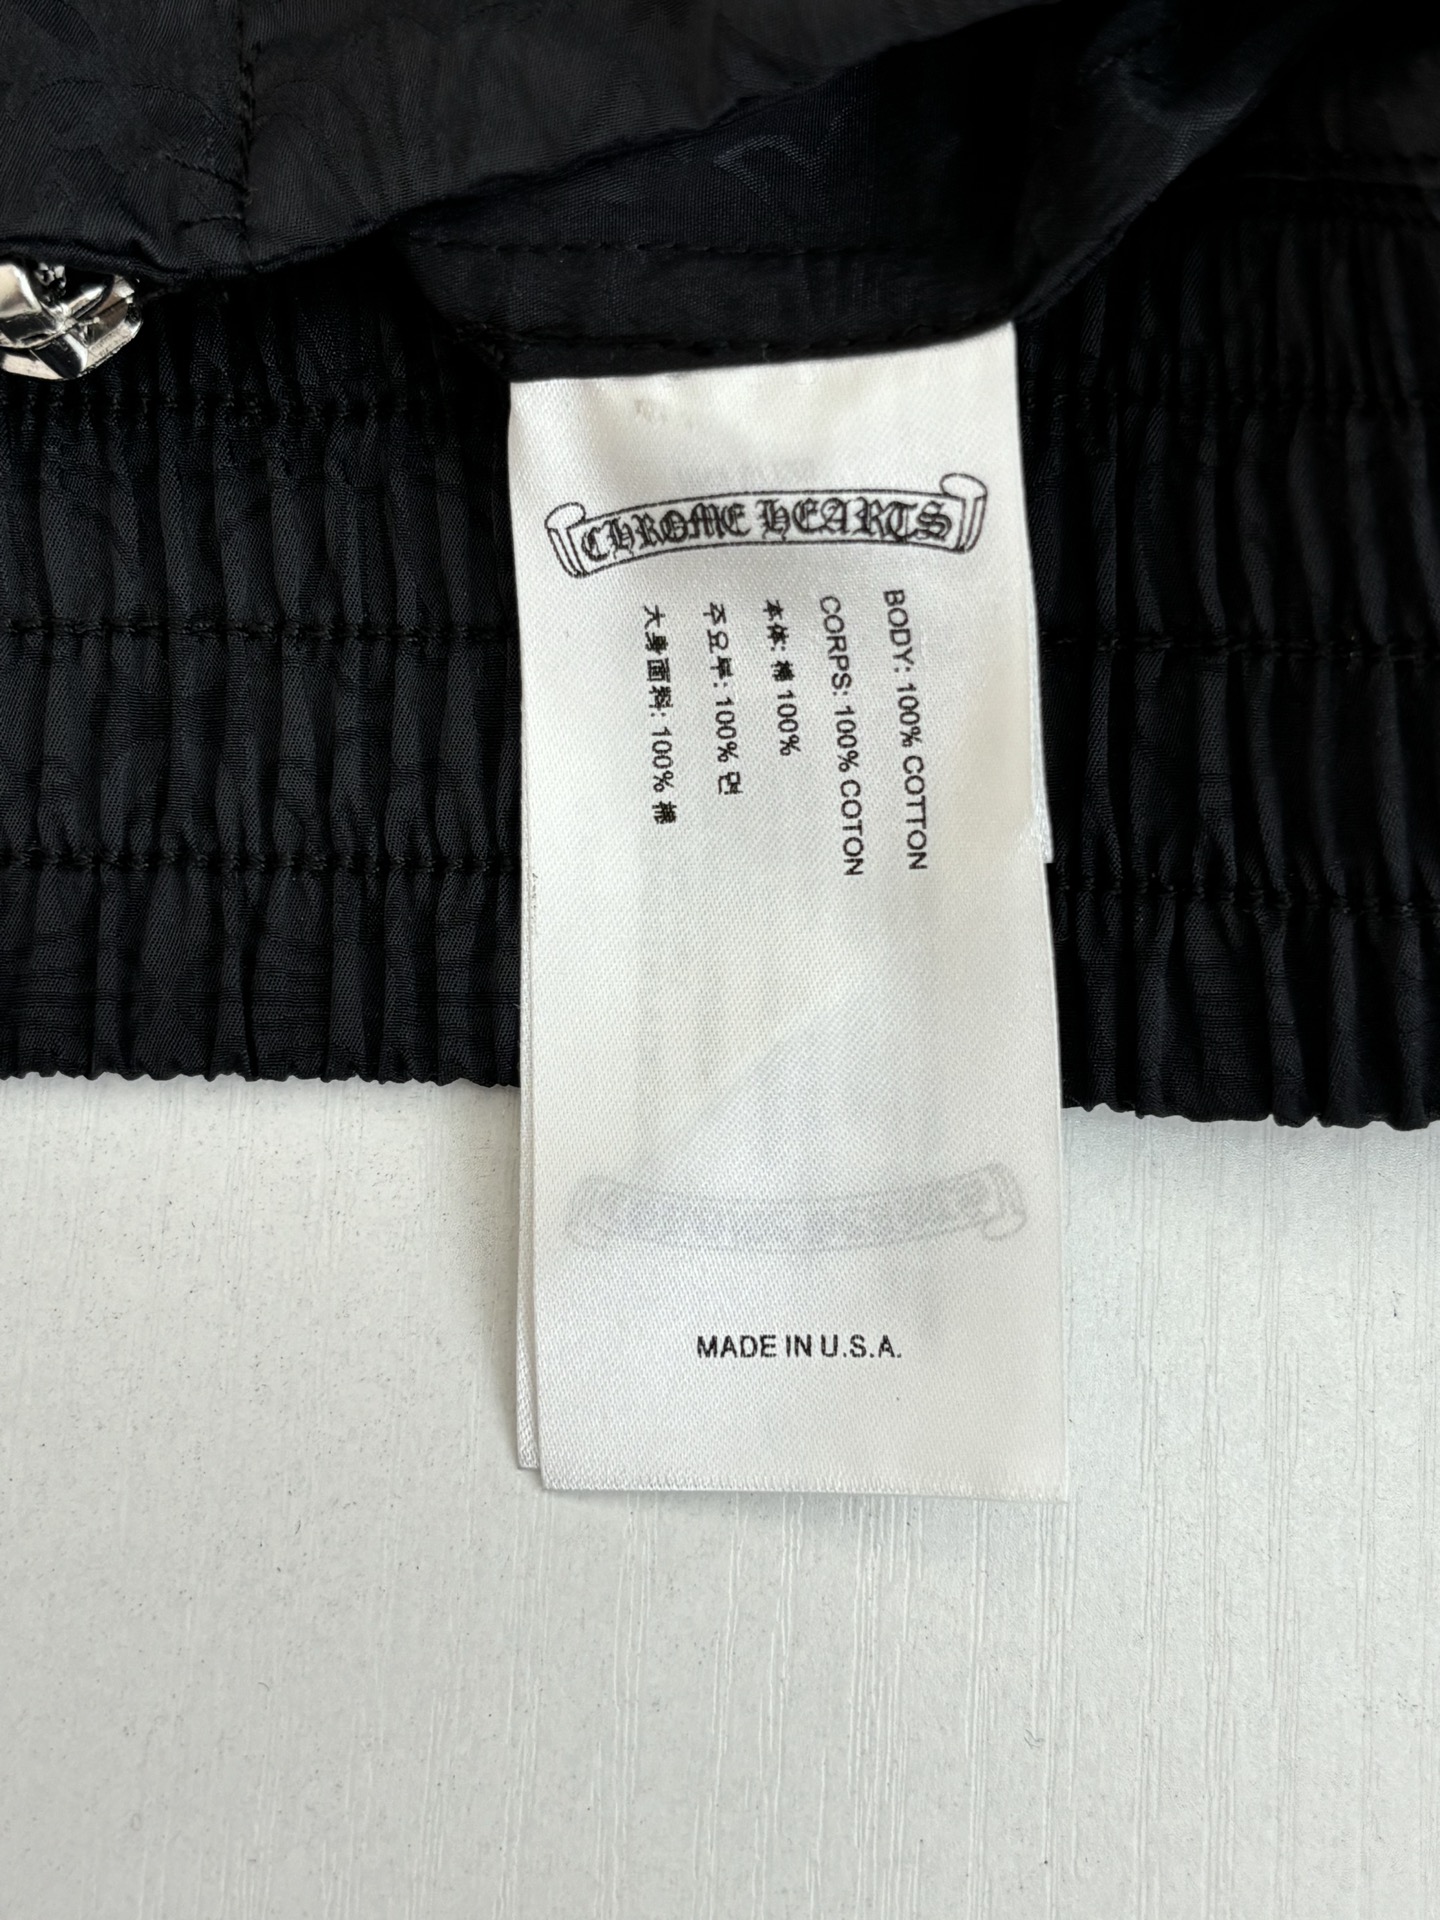 CHROME HEARTS
BODY: 100% COTTON
CORPS: 100% COTON
本体: 棉 100%
주요부: 100% 면
大身面料: 100% 棉
MADE IN U.S.A.